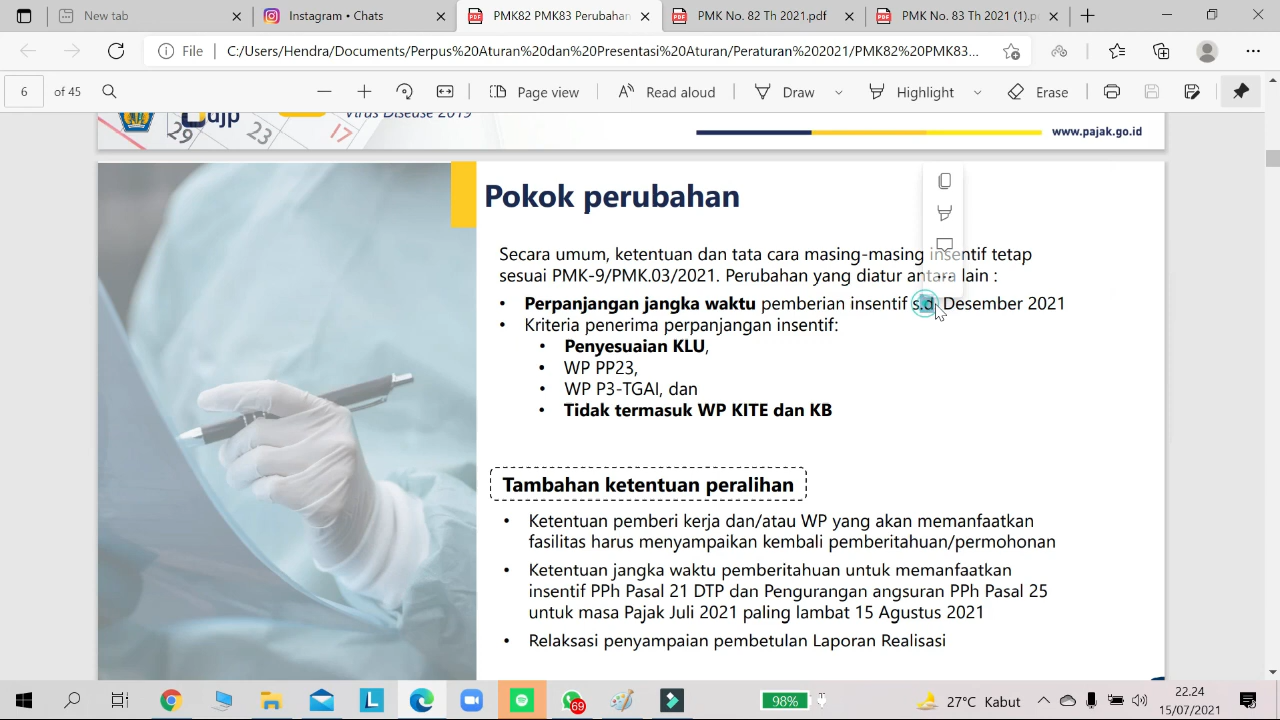 New tab
Instagram • Chats
PMK82 PMK83 Perubahan
PMK No. 82 Th 2021.pdf
PMK No. 83 Th 2021 (1).p
File
C:/Users/Hendra/Documents/Perpus%20Aturan%20dan%20Presentasi%20Aturan/Peraturan%202021/PMK82%20PMK83...
6 of 45
Page view
Read aloud
Draw
Highlight
Erase
djp
29 23 17
Virus Disease 2019
www.pajak.go.id
Pokok perubahan
Secara umum, ketentuan dan tata cara masing-masing insentif tetap
sesuai PMK-9/PMK.03/2021. Perubahan yang diatur antara lain :
• Perpanjangan jangka waktu pemberian insentif s.d. Desember 2021
• Kriteria penerima perpanjangan insentif:
• Penyesuaian KLU,
• WP PP23,
• WP P3-TGAI, dan
• Tidak termasuk WP KITE dan KB
Tambahan ketentuan peralihan
• Ketentuan pemberi kerja dan/atau WP yang akan memanfaatkan
fasilitas harus menyampaikan kembali pemberitahuan/permohonan
• Ketentuan jangka waktu pemberitahuan untuk memanfaatkan
insentif PPh Pasal 21 DTP dan Pengurangan angsuran PPh Pasal 25
untuk masa Pajak Juli 2021 paling lambat 15 Agustus 2021
• Relaksasi penyampaian pembetulan Laporan Realisasi
69
98%
27°C Kabut
22.24
15/07/2021